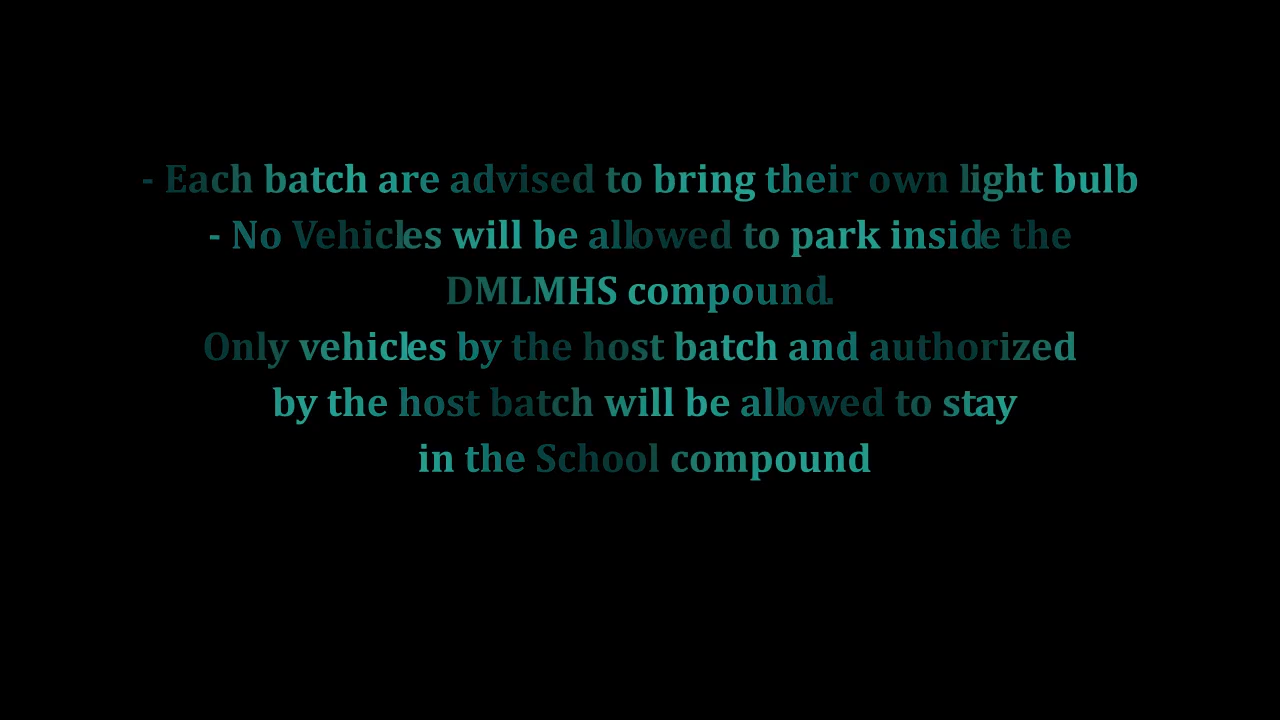 - Each batch are advised to bring their own light bulb
- No Vehicles will be allowed to park inside the
DMLMHS compound.
Only vehicles by the host batch and authorized
by the host batch will be allowed to stay
in the School compound